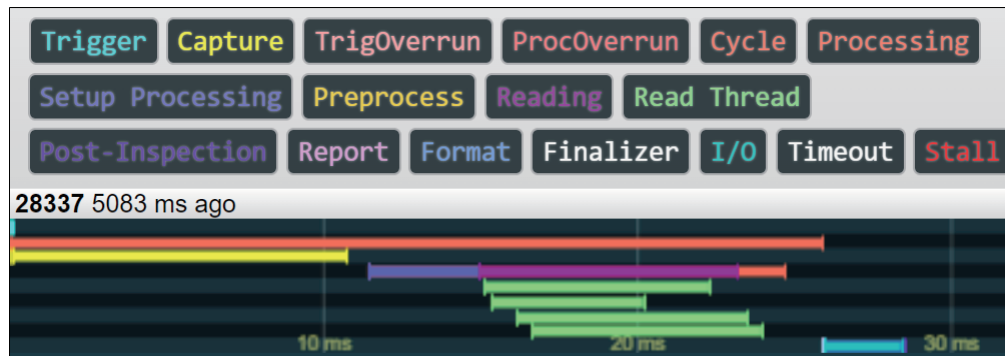 Trigger Capture TrigOverrun ProcOverrun Cycle Processing
Setup Processing Preprocess Reading Read Thread
Post-Inspection Report Format Finalizer I/O Timeout Stall
28337 5083 ms ago
10 ms 20 ms 30 ms